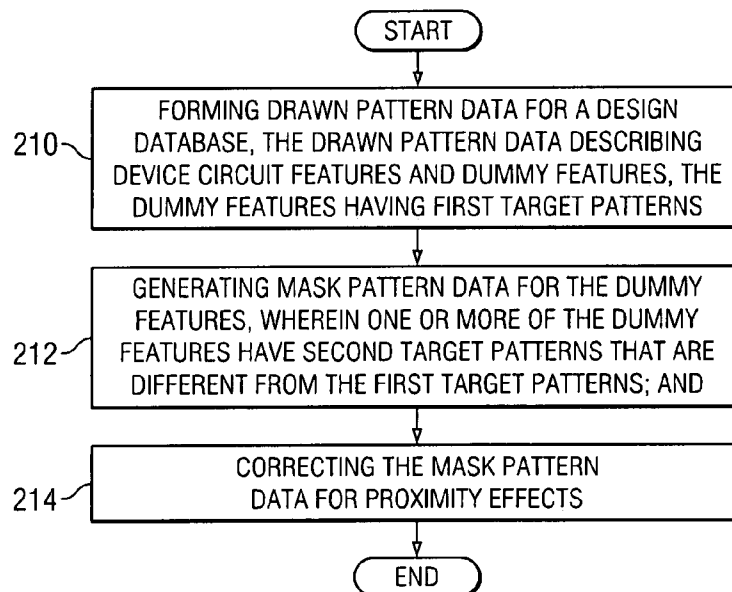 START
210
FORMING DRAWN PATTERN DATA FOR A DESIGN
DATABASE, THE DRAWN PATTERN DATA DESCRIBING
DEVICE CIRCUIT FEATURES AND DUMMY FEATURES, THE
DUMMY FEATURES HAVING FIRST TARGET PATTERNS
212
GENERATING MASK PATTERN DATA FOR THE DUMMY
FEATURES, WHEREIN ONE OR MORE OF THE DUMMY
FEATURES HAVE SECOND TARGET PATTERNS THAT ARE
DIFFERENT FROM THE FIRST TARGET PATTERNS; AND
214
CORRECTING THE MASK PATTERN
DATA FOR PROXIMITY EFFECTS
END